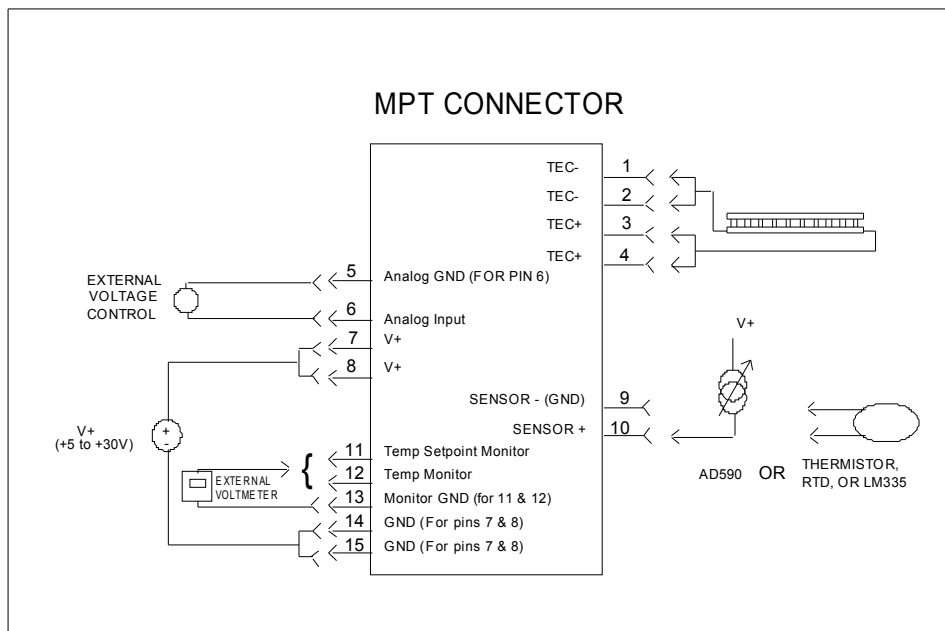 MPT CONNECTOR
TEC- 1
TEC- 2
TEC+ 3
TEC+ 4
EXTERNAL
VOLTAGE
CONTROL
5 Analog GND (FOR PIN 6)
6 Analog Input
7 V+
8 V+
V+
SENSOR - (GND) 9
SENSOR + 10
AD590 OR THERMISTOR,
RTD, OR LM335
V+
(+5 to +30V)
+
-
EXTERNAL
VOLTMETER
{
11 Temp Setpoint Monitor
12 Temp Monitor
13 Monitor GND (for 11 & 12)
14 GND (For pins 7 & 8)
15 GND (For pins 7 & 8)